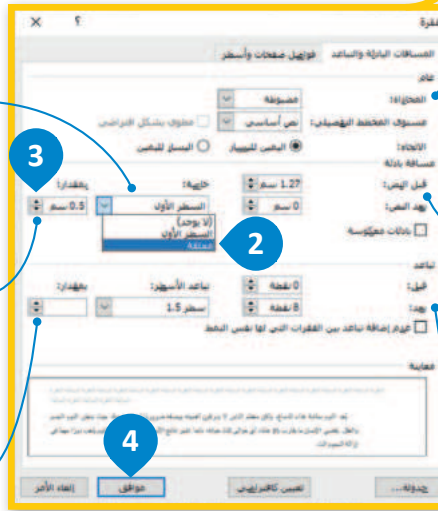 فقرة
؟ ×
المسافات البادئة والتباعد فواصل صفحات وأسطر
عام
المحاذاة: مضبوطة
مستوى المخطط التفصيلي: نص أساسي مطوي بشكل افتراضي
الاتجاه: اليمين لليسار اليسار لليمين
مسافة بادئة
قبل النص: 1.27 سم خاصة: بمقدار:
بعد النص: 0 سم السطر الأول 0.5 سم
3
(لا يوجد)
السطر الأول
معلقة
2
بادئات معكوسة
تباعد
قبل: 0 نقطة تباعد الأسطر: بمقدار:
بعد: 8 نقطة سطر 1.5
عدم إضافة تباعد بين الفقرات التي لها نفس النمط
معاينة
4
جدولة... تعيين كافتراضي موافق إلغاء الأمر